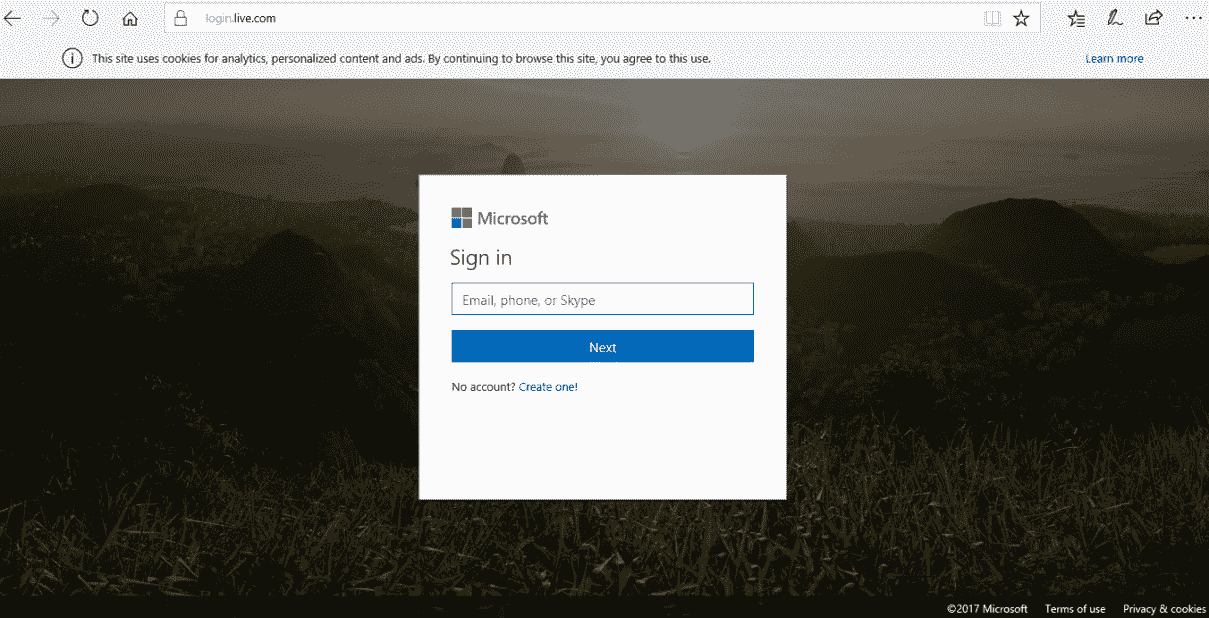 login.live.com
This site uses cookies for analytics, personalized content and ads. By continuing to browse this site, you agree to this use.
Learn more
Microsoft
Sign in
Email, phone, or Skype
Next
No account? Create one!
©2017 Microsoft Terms of use Privacy & cookies